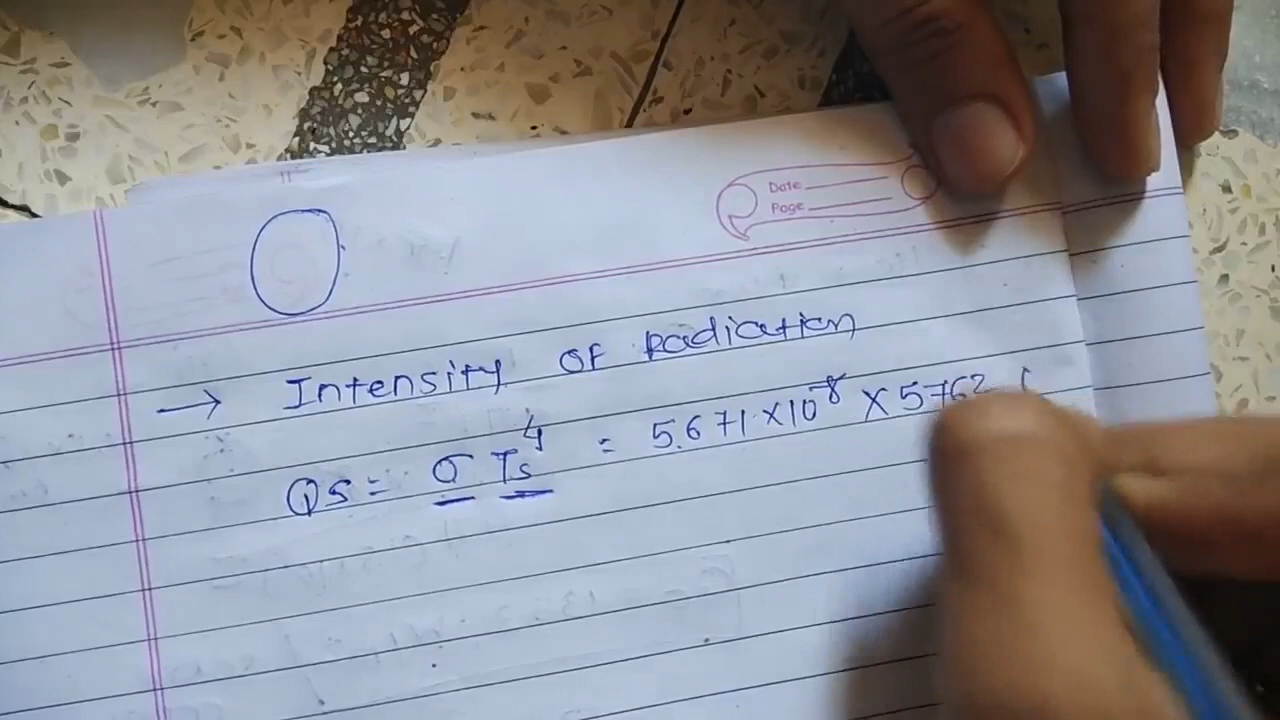 Date
Page
→ Intensity OF Radiation
Qs = σ Ts⁴ = 5.671 × 10⁻⁸ × 5762